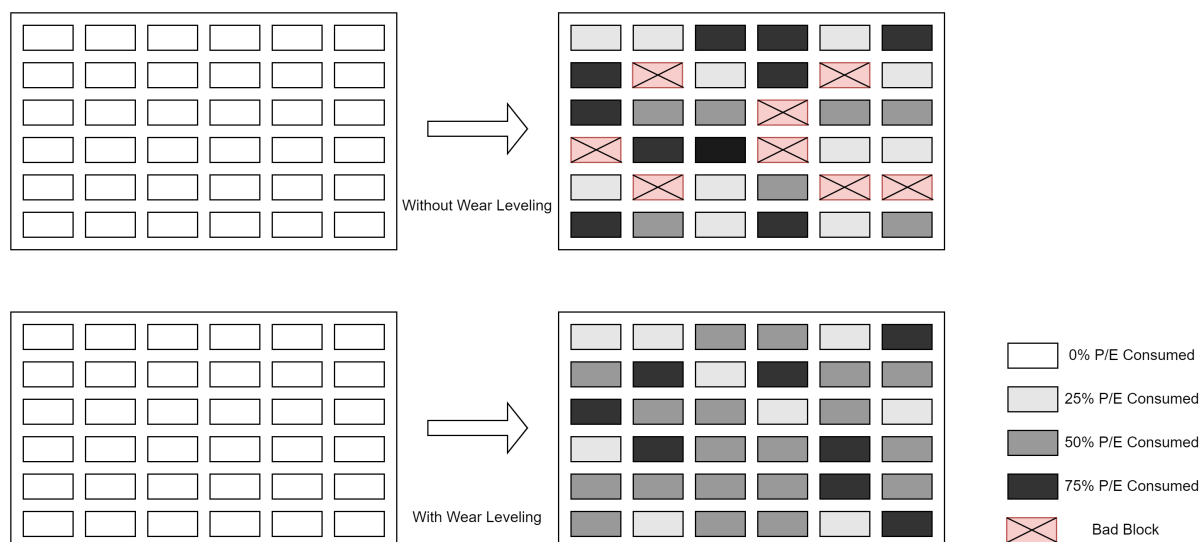 Without Wear Leveling
With Wear Leveling
0% P/E Consumed
25% P/E Consumed
50% P/E Consumed
75% P/E Consumed
Bad Block